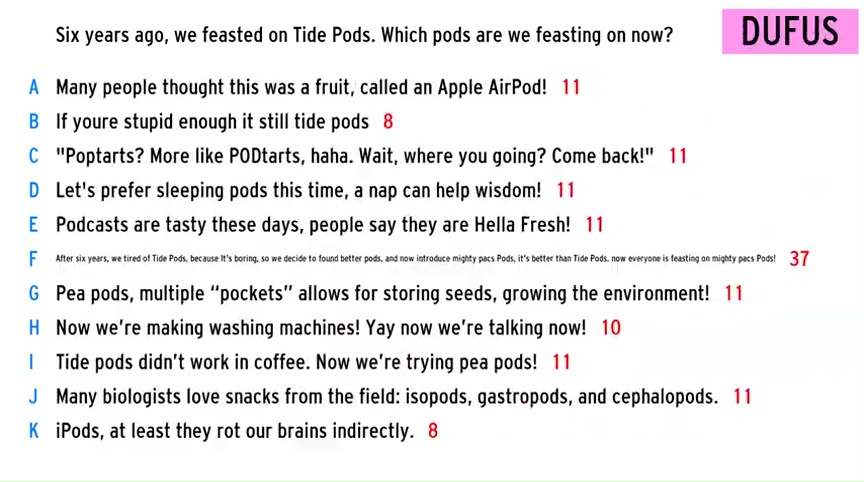 Six years ago, we feasted on Tide Pods. Which pods are we feasting on now?
DUFUS
A Many people thought this was a fruit, called an Apple AirPod! 11
B If youre stupid enough it still tide pods 8
C "Poptarts? More like PODtarts, haha. Wait, where you going? Come back!" 11
D Let's prefer sleeping pods this time, a nap can help wisdom! 11
E Podcasts are tasty these days, people say they are Hella Fresh! 11
F After six years, we tired of Tide Pods, because It's boring, so we decide to found better pods, and now introduce mighty pacs Pods, it's better than Tide Pods. now everyone is feasting on mighty pacs Pods! 37
G Pea pods, multiple “pockets” allows for storing seeds, growing the environment! 11
H Now we’re making washing machines! Yay now we’re talking now! 10
I Tide pods didn’t work in coffee. Now we’re trying pea pods! 11
J Many biologists love snacks from the field: isopods, gastropods, and cephalopods. 11
K iPods, at least they rot our brains indirectly. 8